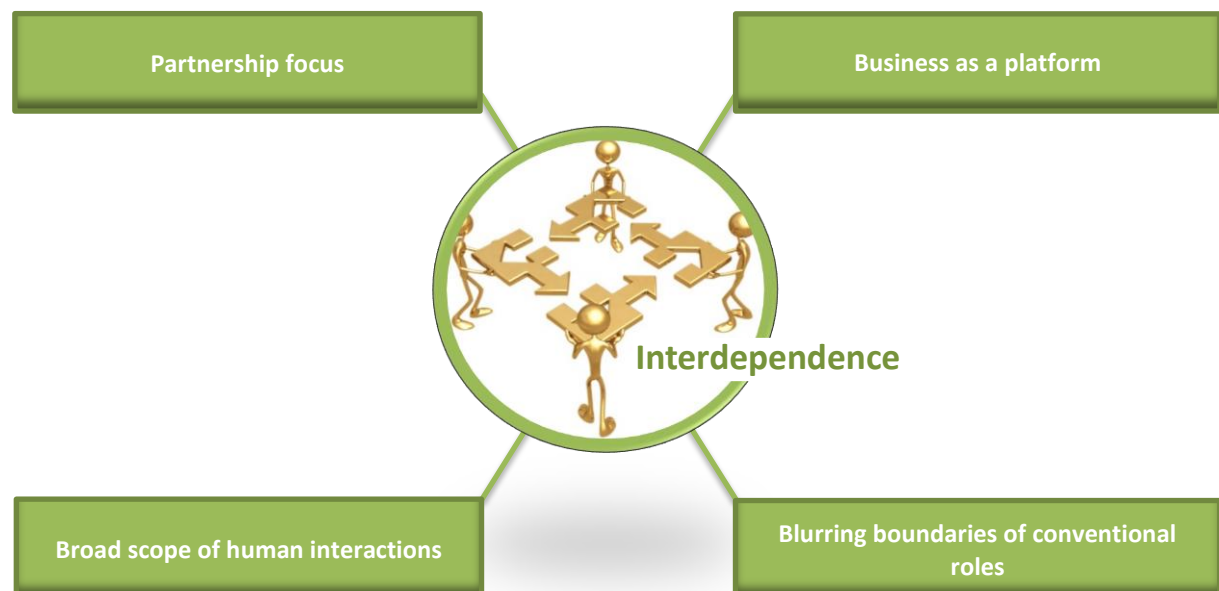 Partnership focus
Business as a platform
Interdependence
Broad scope of human interactions
Blurring boundaries of conventional
roles